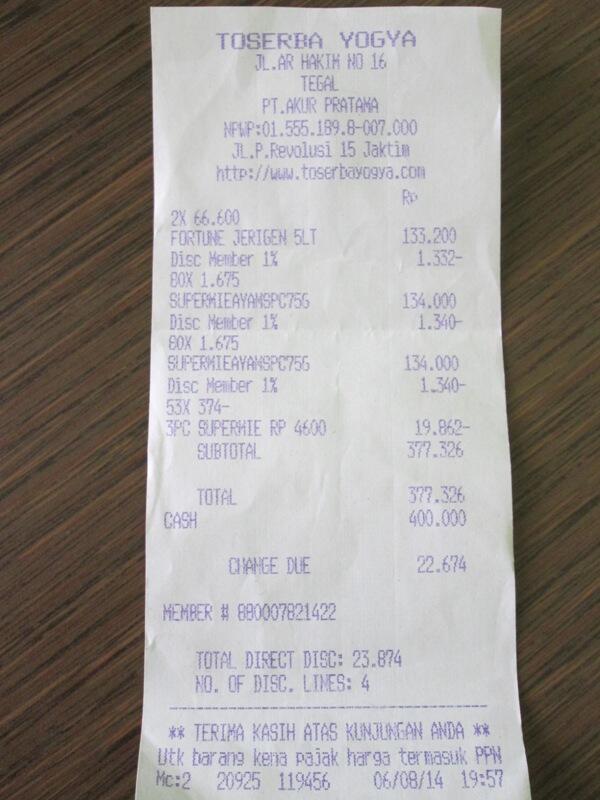 TOSERBA YOGYA
JL.AR HAKIM NO 16
TEGAL
PT.AKUR PRATAMA
NPWP:01.555.189.8-007.000
JL.P.Revolusi 15 Jaktim
http://www.toserbayogya.com
Rp
2X 66.600
FORTUNE JERIGEN 5LT 133.200
Disc Member 1% 1.332-
80X 1.675
SUPERMIEAYAMSPC75G 134.000
Disc Member 1% 1.340-
80X 1.675
SUPERMIEAYAMSPC75G 134.000
Disc Member 1% 1.340-
53X 374-
3PC SUPERMIE RP 4600 19.862-
SUBTOTAL 377.326
TOTAL 377.326
CASH 400.000
CHANGE DUE 22.674
MEMBER # 880007821422
TOTAL DIRECT DISC: 23.874
NO. OF DISC. LINES: 4
** TERIMA KASIH ATAS KUNJUNGAN ANDA **
Utk barang kena pajak harga termasuk PPN
Mc:2 20925 119456 06/08/14 19:57